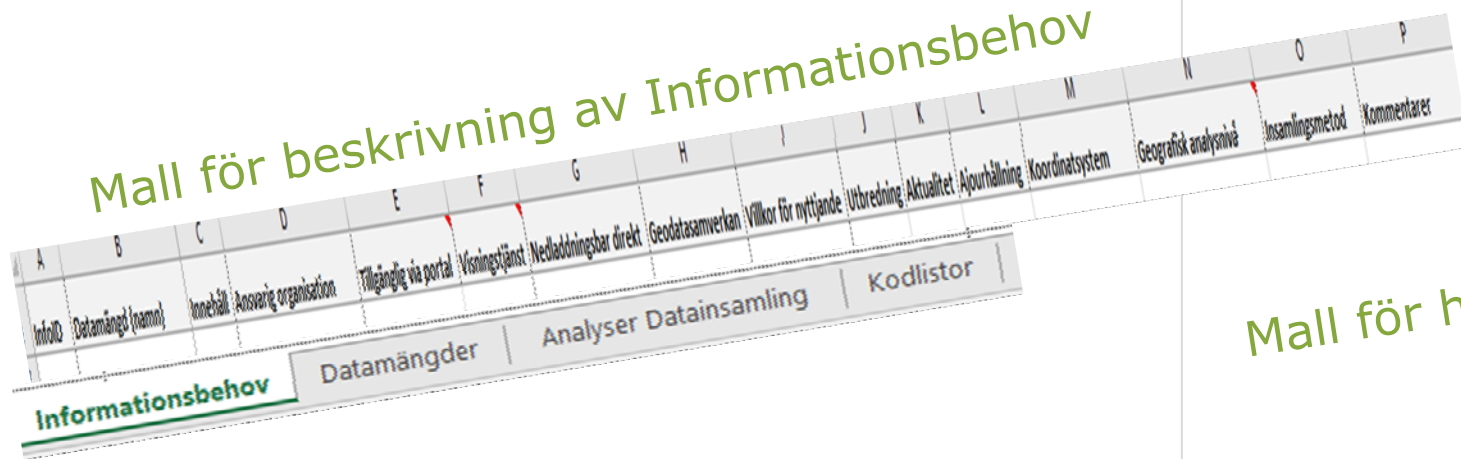 Mall för beskrivning av Informationsbehov
A B C D E F G H I J K L M N O P
InfoID Datamängd (namn) Innehåll Ansvarig organisation Tillgänglig via portal Visningstjänst Nedladdningsbar direkt Geodatasamverkan Villkor för nyttjande Utbredning Aktualitet Ajourhållning Koordinatsystem Geografisk analysnivå Insamlingsmetod Kommentarer
Informationsbehov Datamängder Analyser Datainsamling Kodlistor
Mall för h